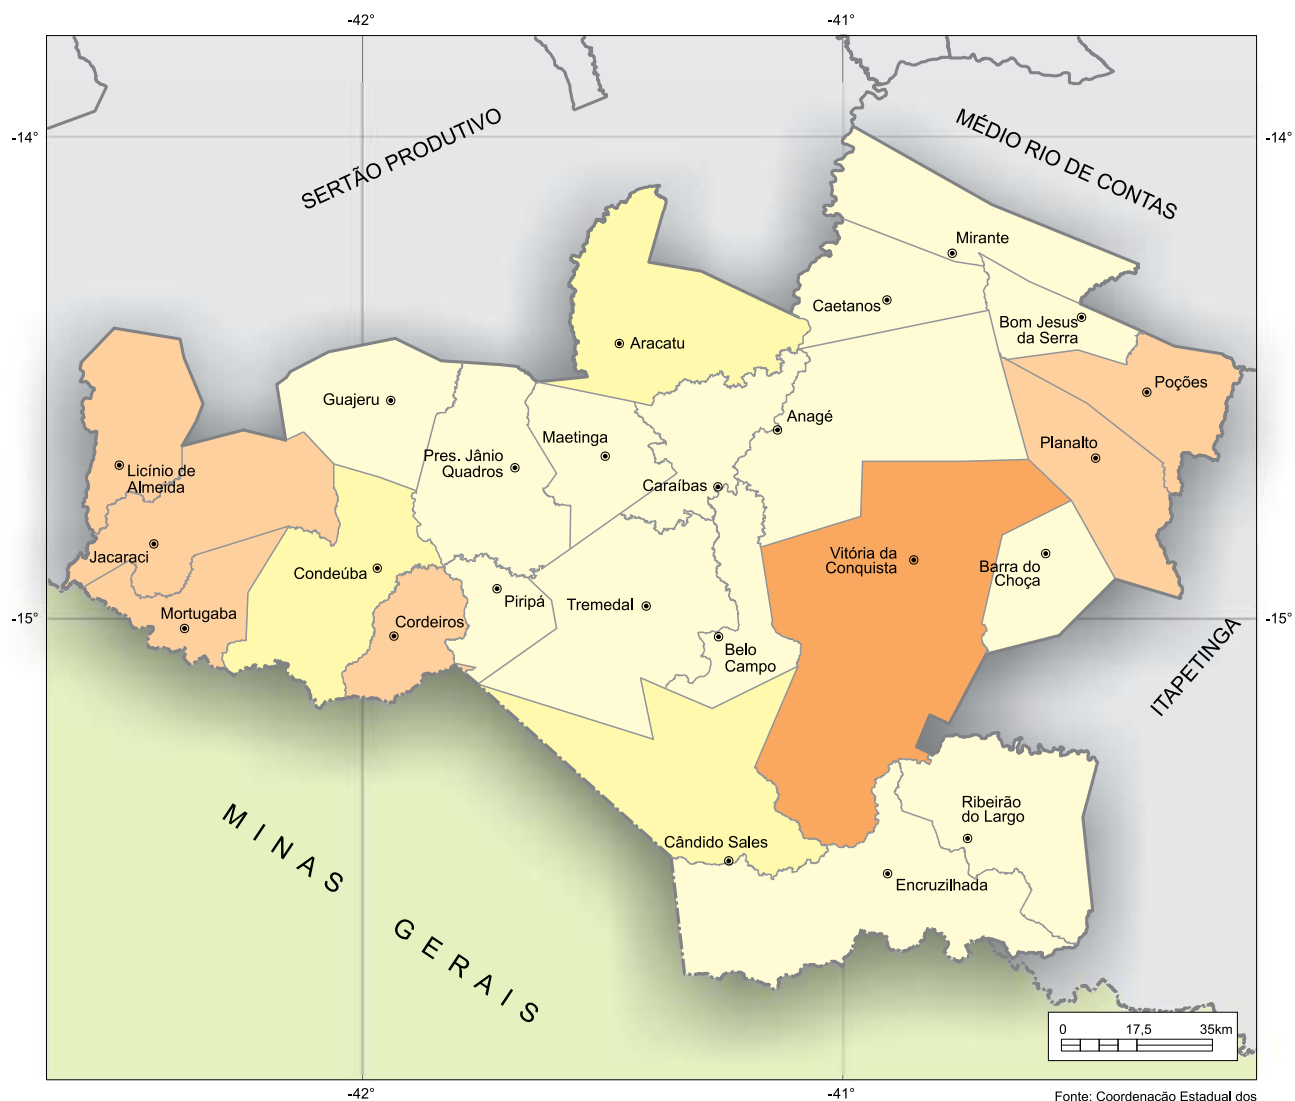 -42°
-41°
-14°
-14°
SERTÃO PRODUTIVO
MÉDIO RIO DE CONTAS
Mirante
Caetanos
Bom Jesus
da Serra
Aracatu
Poções
Guajeru
Anagé
Maetinga
Planalto
Pres. Jânio
Quadros
Licínio de
Almeida
Caraíbas
Jacaraci
Vitória da
Conquista
Barra do
Choça
Condeúba
Piripá
Tremedal
Mortugaba
Cordeiros
-15°
-15°
Belo
Campo
ITAPETINGA
Ribeirão
do Largo
Cândido Sales
Encruzilhada
MINAS GERAIS
0 17,5 35km
-42°
-41°
Fonte: Coordenação Estadual dos